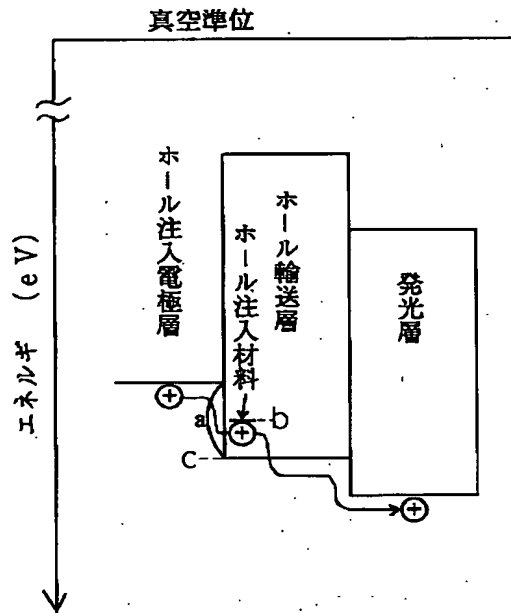 真空準位
エネルギ (eV)
ホール注入電極層
ホール注入材料
ホール輸送層
発光層
a
b
c
+
+
+